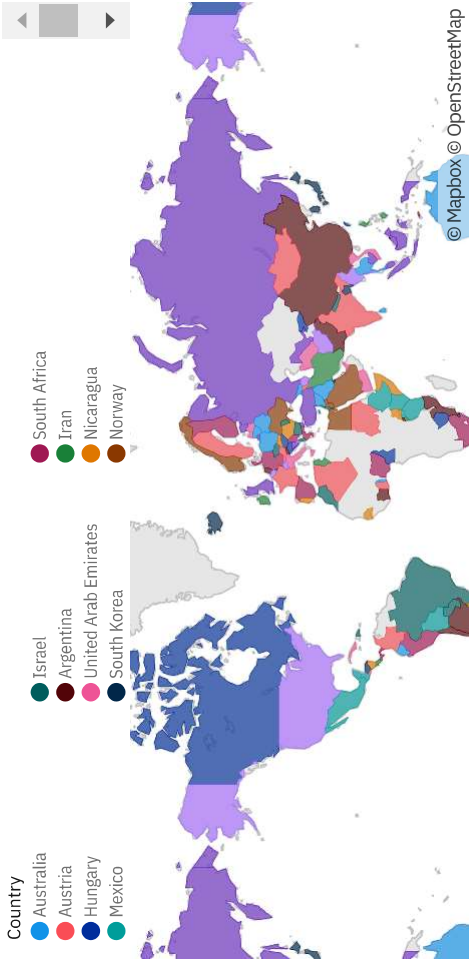 Country
Australia
Austria
Hungary
Mexico
Israel
Argentina
United Arab Emirates
South Korea
South Africa
Iran
Nicaragua
Norway
© Mapbox © OpenStreetMap